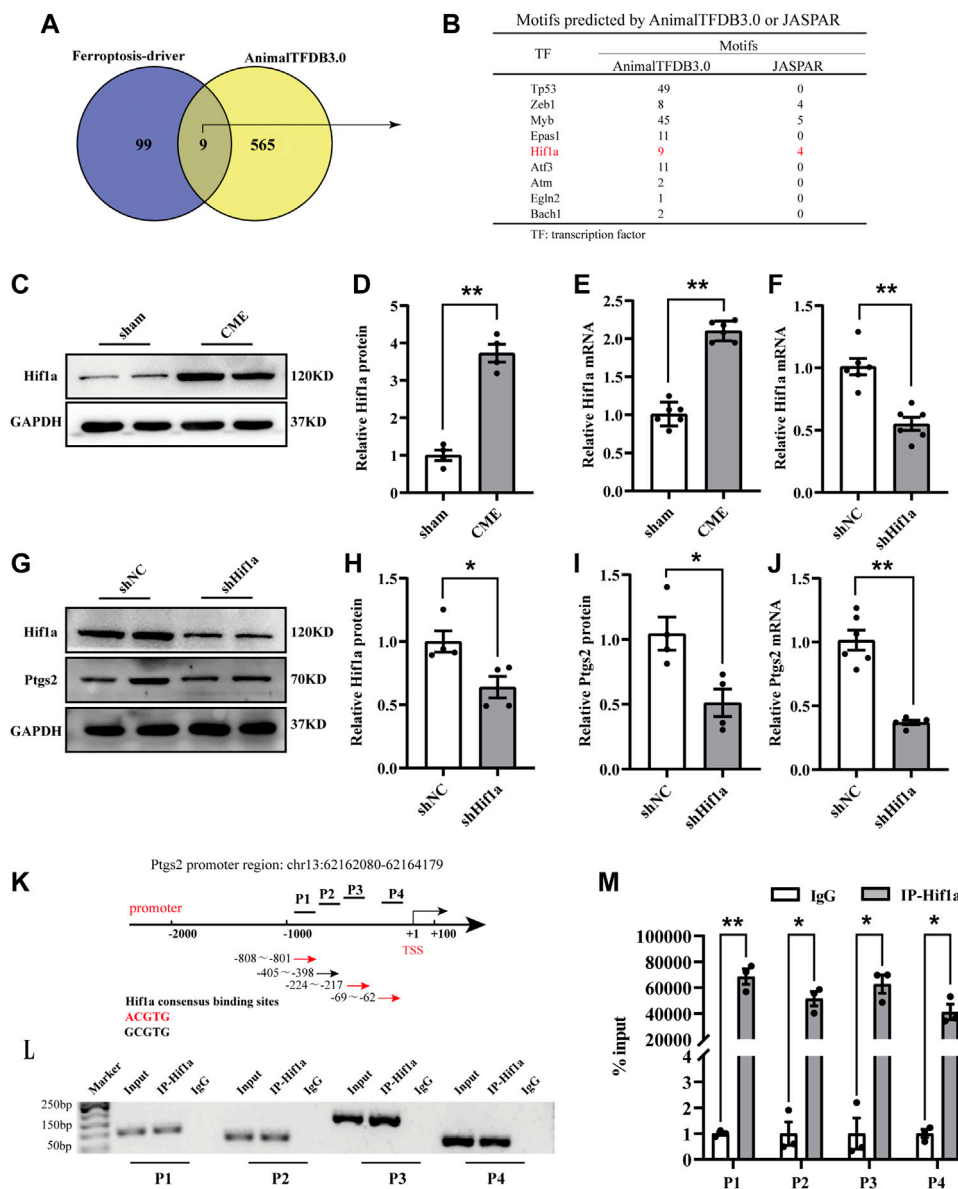 A
Ferroptosis-driver
AnimalTFDB3.0
99
9
565
B
Motifs predicted by AnimalTFDB3.0 or JASPAR
TF
Motifs
AnimalTFDB3.0 JASPAR
Tp53 49 0
Zeb1 8 4
Myb 45 5
Epas1 11 0
Hif1a 9 4
Atf3 11 0
Atm 2 0
Egln2 1 0
Bach1 2 0
TF: transcription factor
C
sham CME
Hif1a 120KD
GAPDH 37KD
D
Relative Hif1a protein
5
4
3
2
1
0
**
sham CME
E
Relative Hif1a mRNA
2.5
2.0
1.5
1.0
0.5
0.0
**
sham CME
F
Relative Hif1a mRNA
1.5
1.0
0.5
0.0
**
shNC shHif1a
G
shNC shHif1a
Hif1a 120KD
Ptgs2 70KD
GAPDH 37KD
H
Relative Hif1a protein
1.5
1.0
0.5
0.0
*
shNC shHif1a
I
Relative Ptgs2 protein
1.5
1.0
0.5
0.0
*
shNC shHif1a
J
Relative Ptgs2 mRNA
1.5
1.0
0.5
0.0
**
shNC shHif1a
K
Ptgs2 promoter region: chr13:62162080-62164179
P1 P2 P3 P4
promoter
-2000 -1000 +1 +100
TSS
-808～-801
-405～-398
-224～-217
-69～-62
Hif1a consensus binding sites
ACGTG
GCGTG
L
Marker Input IP-Hif1a IgG Input IP-Hif1a IgG Input IP-Hif1a IgG Input IP-Hif1a IgG
250bp
150bp
50bp
P1 P2 P3 P4
M
IgG IP-Hif1a
% input
100000
80000
60000
40000
20000
4
3
2
1
0
** * * *
P1 P2 P3 P4